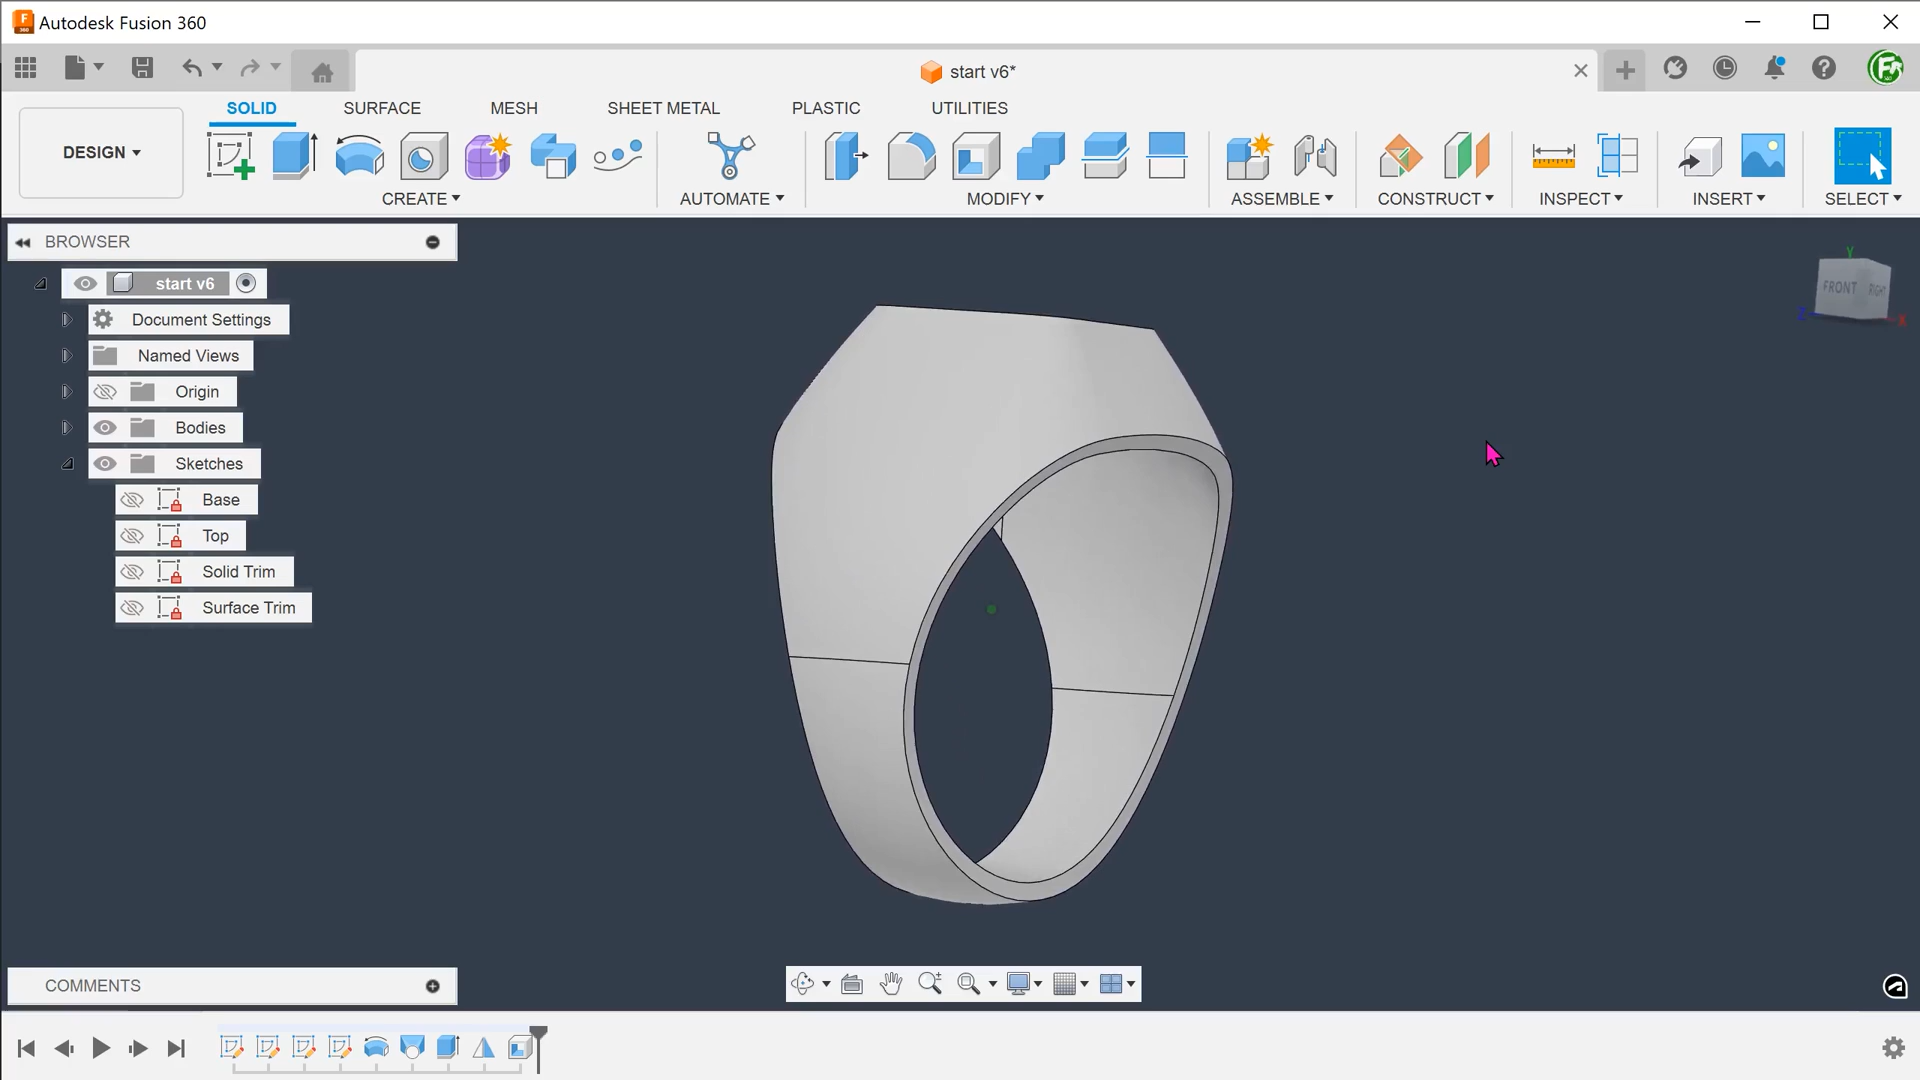 Autodesk Fusion 360
start v6*
SOLID SURFACE MESH SHEET METAL PLASTIC UTILITIES
DESIGN
CREATE AUTOMATE MODIFY ASSEMBLE CONSTRUCT INSPECT INSERT SELECT
BROWSER
start v6
Document Settings
Named Views
Origin
Bodies
Sketches
Base
Top
Solid Trim
Surface Trim
Y
FRONT RIGHT
Z X
COMMENTS